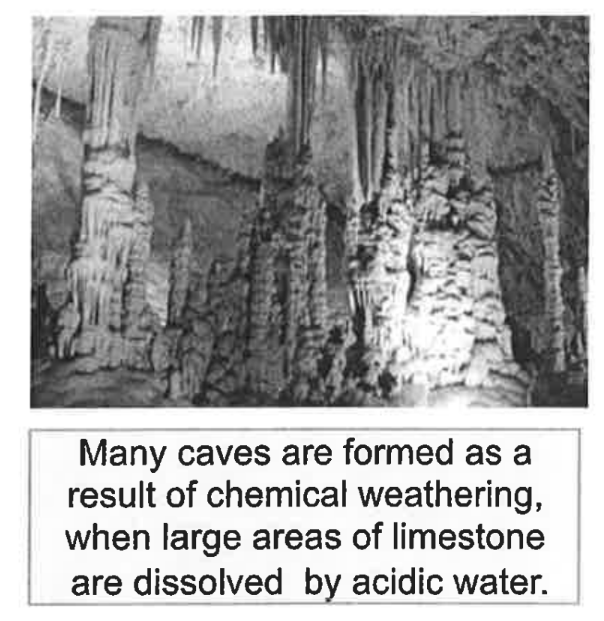 Many caves are formed as a
result of chemical weathering,
when large areas of limestone
are dissolved by acidic water.